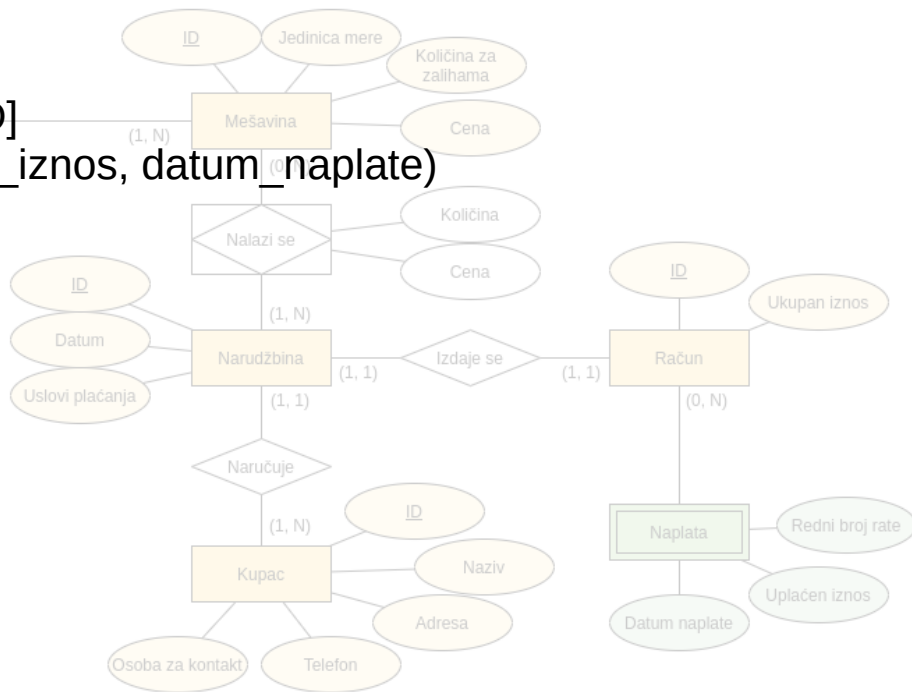 ID
Jedinica mere
Količina za
zalihama
Mešavina
Cena
(1, N)
_iznos, datum_naplate)
Količina
Nalazi se
Cena
ID
ID
Ukupan iznos
(1, N)
Datum
Narudžbina
Izdaje se
Račun
(1, 1)
(1, 1)
Uslovi plaćanja
(1, 1)
(0, N)
Naručuje
ID
(1, N)
Redni broj rate
Naplata
Naziv
Kupac
Uplaćen iznos
Adresa
Datum naplate
Osoba za kontakt
Telefon